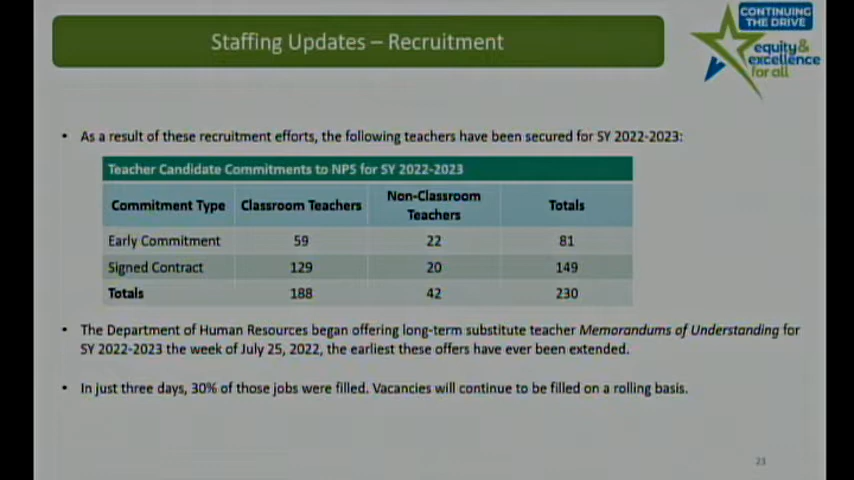 Staffing Updates – Recruitment
CONTINUING
THE DRIVE
equity &
excellence
for all
• As a result of these recruitment efforts, the following teachers have been secured for SY 2022-2023:
Teacher Candidate Commitments to NPS for SY 2022-2023
Commitment Type Classroom Teachers Non-Classroom Teachers Totals
Early Commitment 59 22 81
Signed Contract 129 20 149
Totals 188 42 230
• The Department of Human Resources began offering long-term substitute teacher Memorandums of Understanding for
SY 2022-2023 the week of July 25, 2022, the earliest these offers have ever been extended.
• In just three days, 30% of those jobs were filled. Vacancies will continue to be filled on a rolling basis.
23